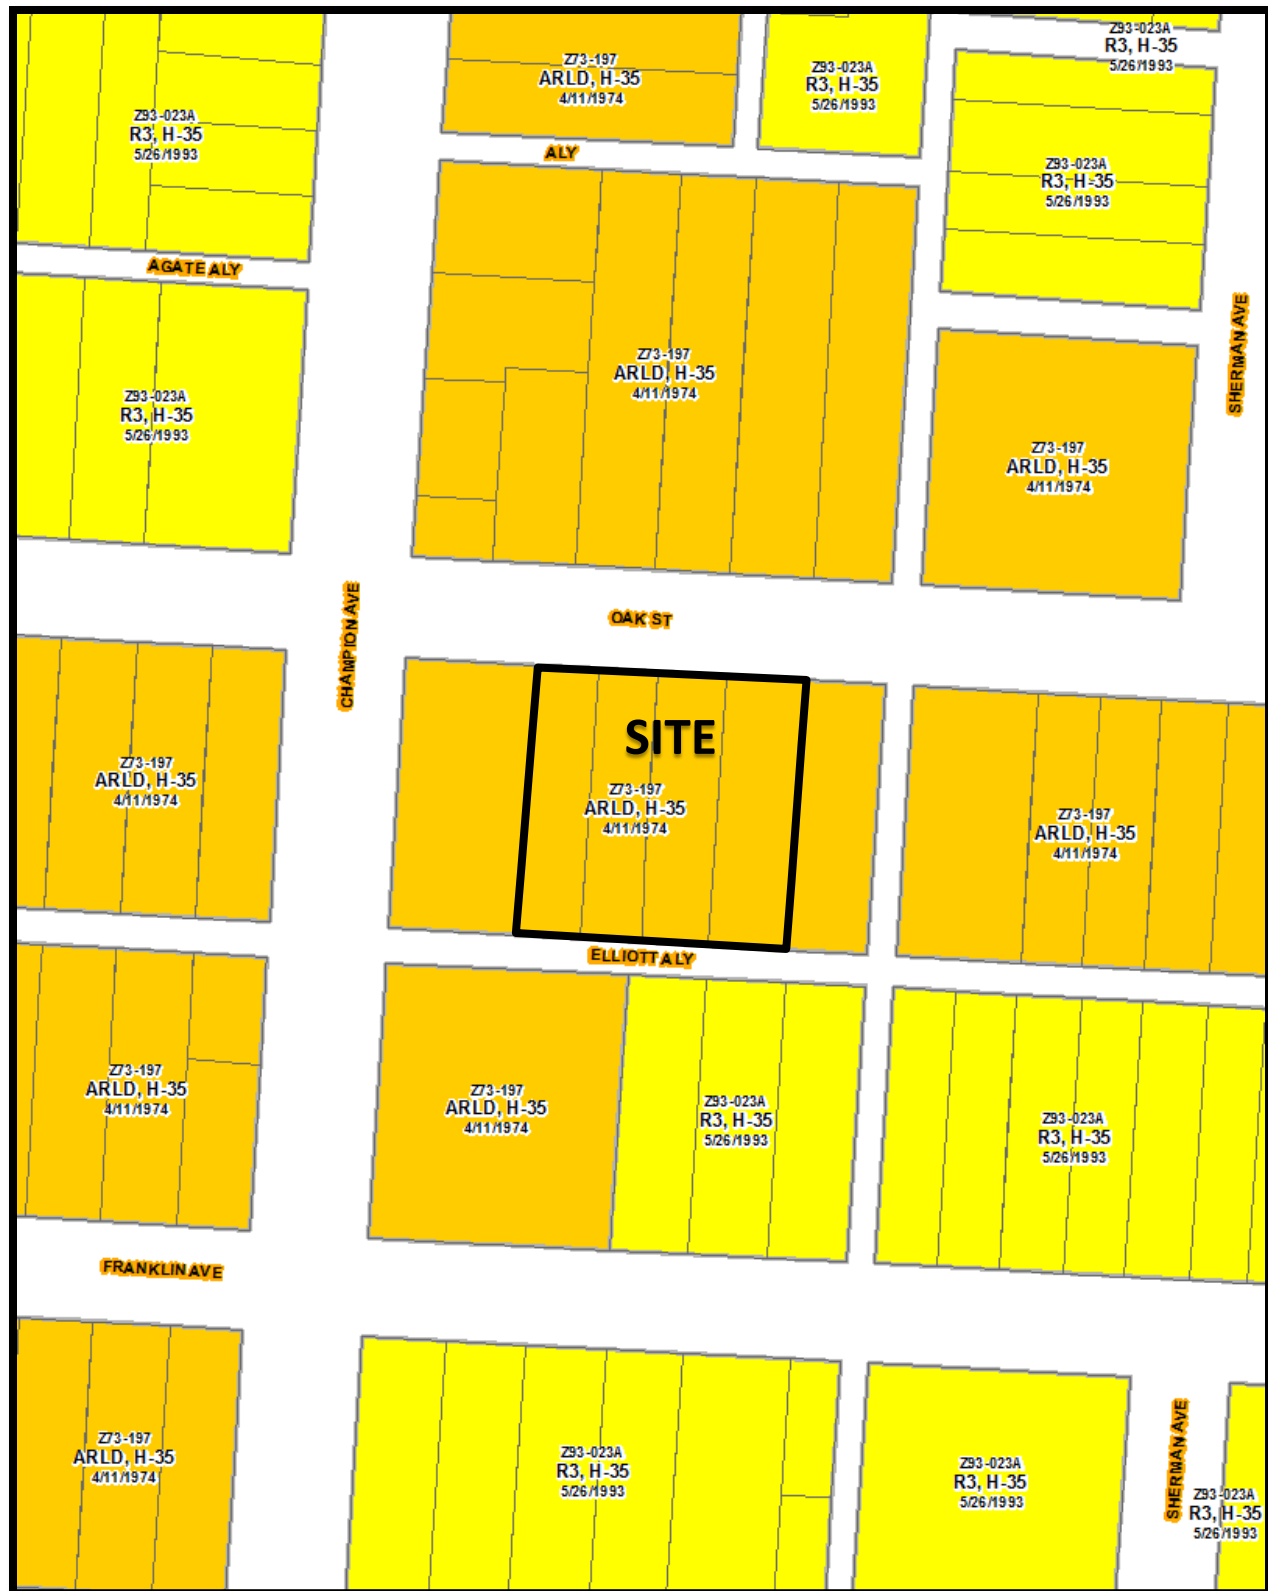 Z93-023A
R3, H-35
5/26/1993
Z73-197
ARLD, H-35
4/11/1974
Z93-023A
R3, H-35
5/26/1993
Z93-023A
R3, H-35
5/26/1993
ALY
Z93-023A
R3, H-35
5/26/1993
AGATE ALY
Z93-023A
R3, H-35
5/26/1993
Z73-197
ARLD, H-35
4/11/1974
SHERMAN AVE
Z73-197
ARLD, H-35
4/11/1974
CHAMPION AVE
OAK ST
SITE
Z73-197
ARLD, H-35
4/11/1974
Z73-197
ARLD, H-35
4/11/1974
Z73-197
ARLD, H-35
4/11/1974
ELLIOTT ALY
Z73-197
ARLD, H-35
4/11/1974
Z73-197
ARLD, H-35
4/11/1974
Z93-023A
R3, H-35
5/26/1993
Z93-023A
R3, H-35
5/26/1993
FRANKLIN AVE
Z73-197
ARLD, H-35
4/11/1974
Z93-023A
R3, H-35
5/26/1993
Z93-023A
R3, H-35
5/26/1993
SHERMAN AVE
Z93-023A
R3, H-35
5/26/1993